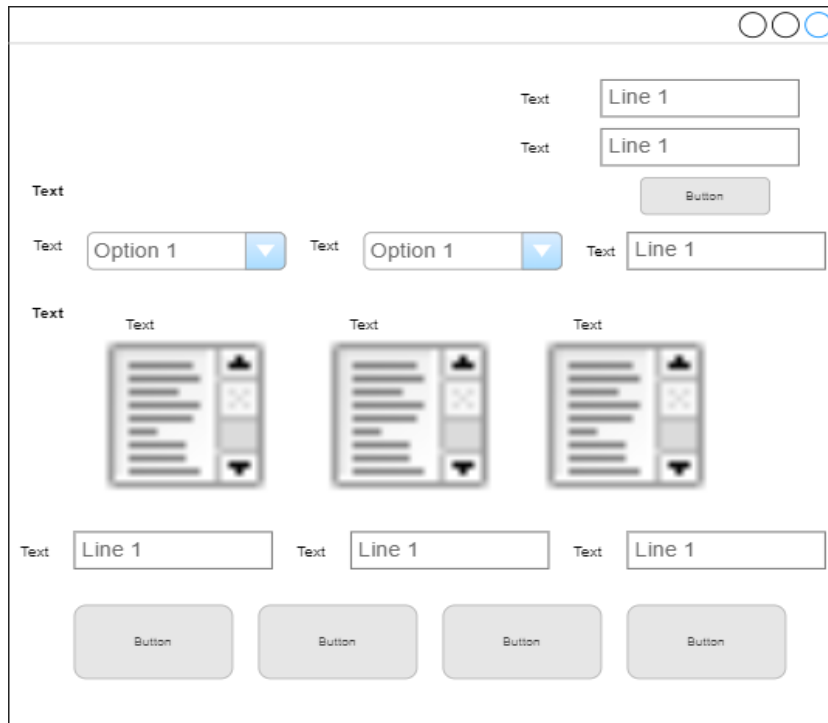 Text Line 1
Text Line 1
Text
Button
Text Option 1 Text Option 1 Text Line 1
Text
Text Text Text
Text Line 1 Text Line 1 Text Line 1
Button Button Button Button